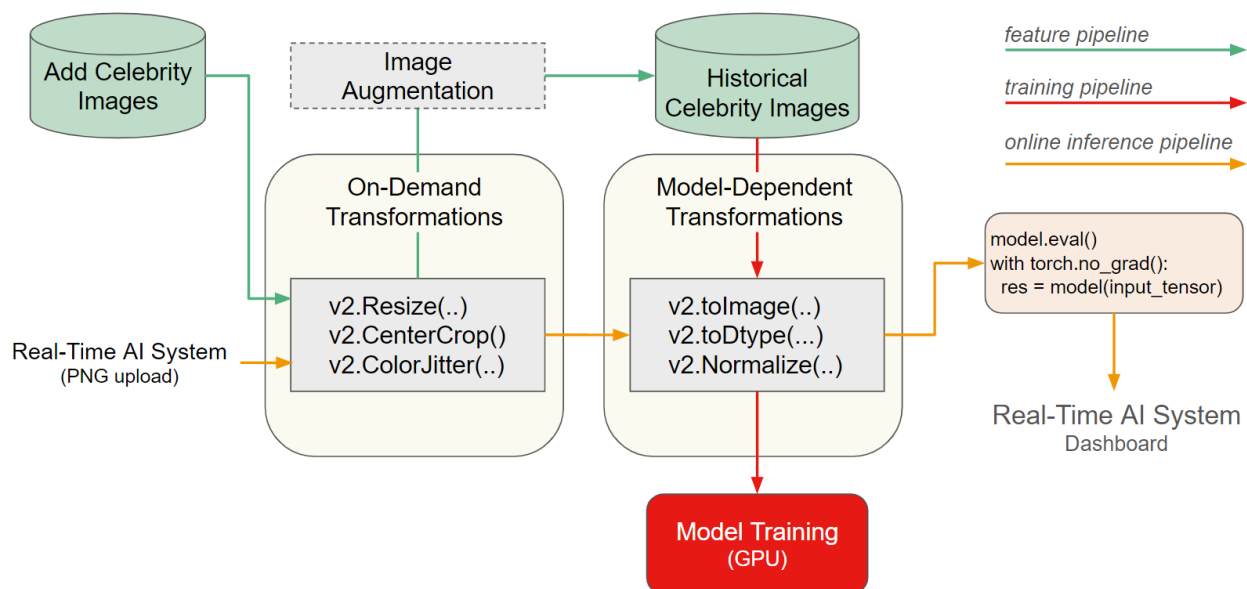 Add Celebrity
Images
Image
Augmentation
Historical
Celebrity Images
feature pipeline
training pipeline
online inference pipeline
On-Demand
Transformations
Model-Dependent
Transformations
v2.Resize(..)
v2.CenterCrop()
v2.ColorJitter(..)
v2.toImage(..)
v2.toDtype(...)
v2.Normalize(..)
model.eval()
with torch.no_grad():
res = model(input_tensor)
Real-Time AI System
(PNG upload)
Real-Time AI System
Dashboard
Model Training
(GPU)